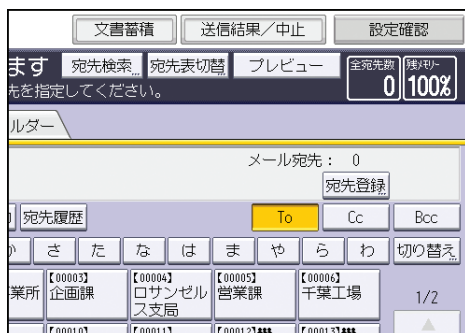 文書蓄積 送信結果／中止 設定確認
ます 宛先検索 宛先表切替 プレビュー 全宛先数 残メモリー
先を指定してください。 0 100%
ルダー
メール宛先： 0
宛先登録
宛先履歴 To Cc Bcc
か さ た な は ま や ら わ 切り替え
【00003】 【00004】 【00005】 【00006】
業所 企画課 ロサンゼル 営業課 千葉工場 1/2
ス支局
【00010】 【00011】 【00012】 【00013】